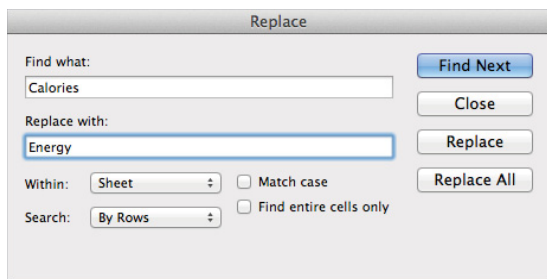 Replace
Find what:
Calories
Find Next
Close
Replace with:
Energy
Replace
Within: Sheet
Match case
Replace All
Search: By Rows
Find entire cells only